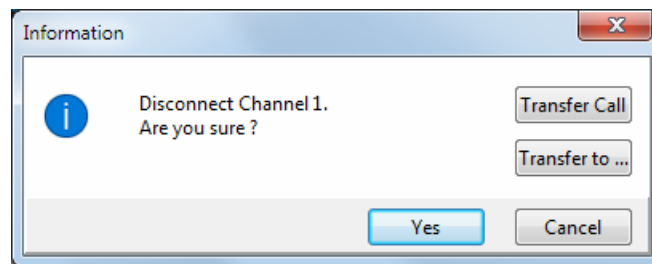 Information
Disconnect Channel 1.
Are you sure ?
Transfer Call
Transfer to ...
Yes
Cancel